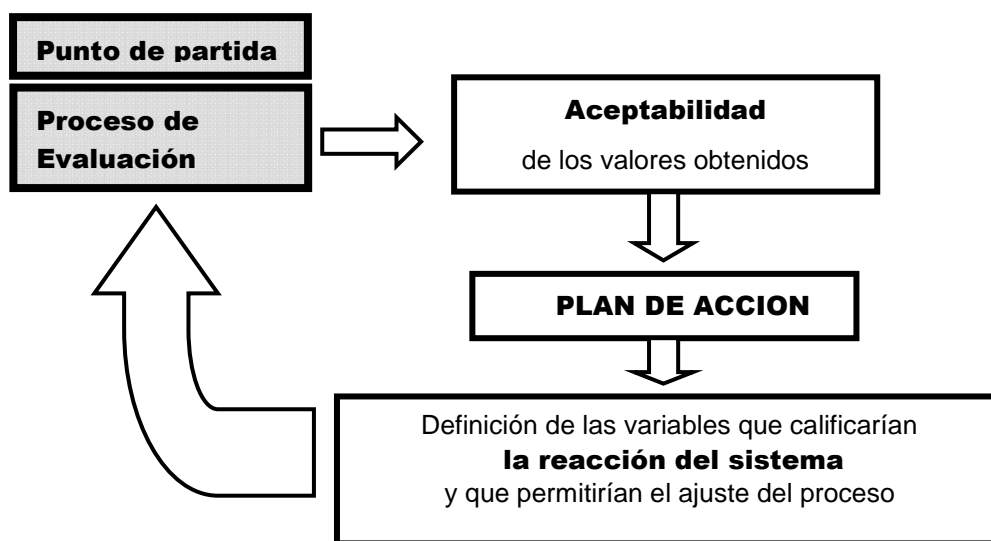 Punto de partida
Proceso de
Evaluación
Aceptabilidad
de los valores obtenidos
PLAN DE ACCION
Definición de las variables que calificarían
la reacción del sistema
y que permitirían el ajuste del proceso